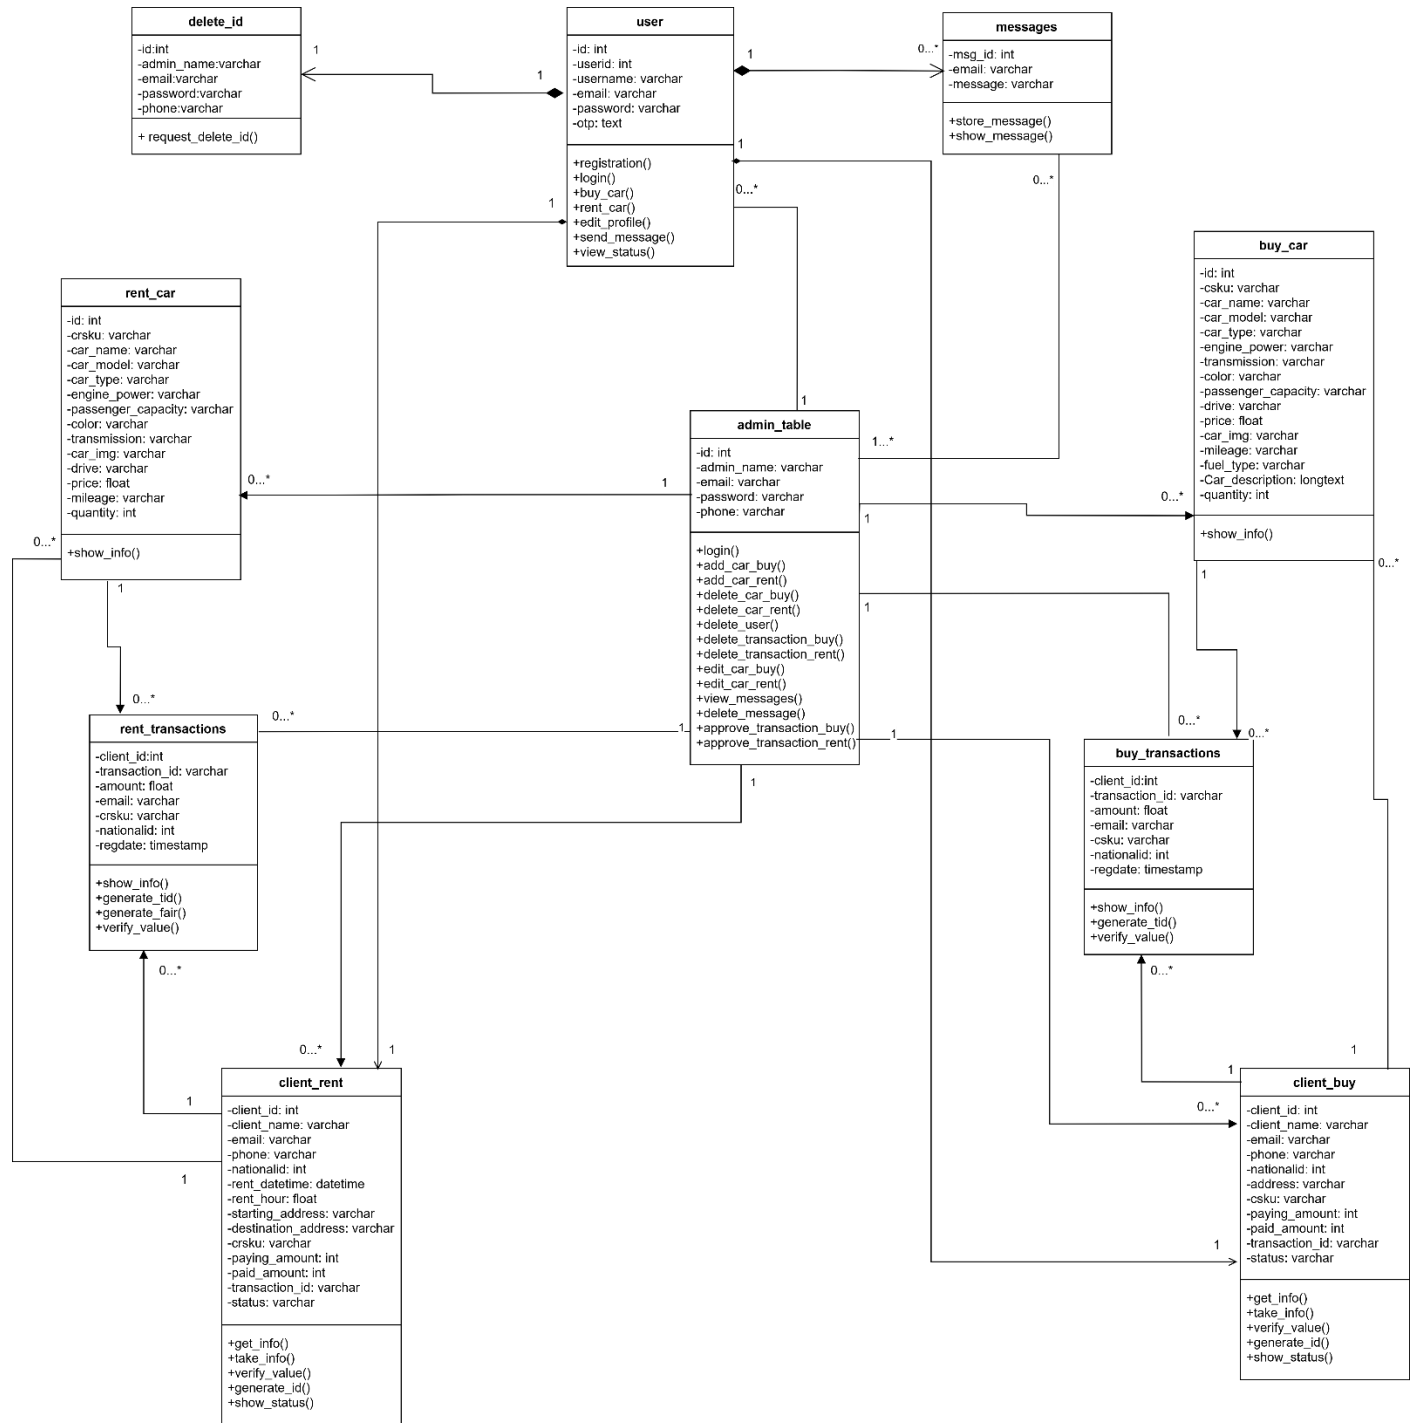 delete_id
-id:int
-admin_name:varchar
-email:varchar
-password:varchar
-phone:varchar
+ request_delete_id()
1
1
user
-id: int
-userid: int
-username: varchar
-email: varchar
-password: varchar
-otp: text
+registration()
+login()
+buy_car()
+rent_car()
+edit_profile()
+send_message()
+view_status()
1
0...*
1
0...*
1
messages
-msg_id: int
-email: varchar
-message: varchar
+store_message()
+show_message()
0...*
rent_car
-id: int
-crsku: varchar
-car_name: varchar
-car_model: varchar
-car_type: varchar
-engine_power: varchar
-passenger_capacity: varchar
-color: varchar
-transmission: varchar
-car_img: varchar
-drive: varchar
-price: float
-mileage: varchar
-quantity: int
+show_info()
0...*
0...*
1
1
admin_table
-id: int
-admin_name: varchar
-email: varchar
-password: varchar
-phone: varchar
+login()
+add_car_buy()
+add_car_rent()
+delete_car_buy()
+delete_car_rent()
+delete_user()
+delete_transaction_buy()
+delete_transaction_rent()
+edit_car_buy()
+edit_car_rent()
+view_messages()
+delete_message()
+approve_transaction_buy()
+approve_transaction_rent()
1
1...*
1
1
1
1
1
buy_car
-id: int
-csku: varchar
-car_name: varchar
-car_model: varchar
-car_type: varchar
-engine_power: varchar
-transmission: varchar
-color: varchar
-passenger_capacity: varchar
-drive: varchar
-price: float
-car_img: varchar
-mileage: varchar
-fuel_type: varchar
-Car_description: longtext
-quantity: int
+show_info()
0...*
0...*
1
0...*
rent_transactions
-client_id:int
-transaction_id: varchar
-amount: float
-email: varchar
-crsku: varchar
-nationalid: int
-regdate: timestamp
+show_info()
+generate_tid()
+generate_fair()
+verify_value()
0...*
0...*
0...*
0...*
buy_transactions
-client_id:int
-transaction_id: varchar
-amount: float
-email: varchar
-csku: varchar
-nationalid: int
-regdate: timestamp
+show_info()
+generate_tid()
+verify_value()
0...*
0...*
1
1
1
client_rent
-client_id: int
-client_name: varchar
-email: varchar
-phone: varchar
-nationalid: int
-rent_datetime: datetime
-rent_hour: float
-starting_address: varchar
-destination_address: varchar
-crsku: varchar
-paying_amount: int
-paid_amount: int
-transaction_id: varchar
-status: varchar
+get_info()
+take_info()
+verify_value()
+generate_id()
+show_status()
1
1
0...*
1
client_buy
-client_id: int
-client_name: varchar
-email: varchar
-phone: varchar
-nationalid: int
-address: varchar
-csku: varchar
-paying_amount: int
-paid_amount: int
-transaction_id: varchar
-status: varchar
+get_info()
+take_info()
+verify_value()
+generate_id()
+show_status()